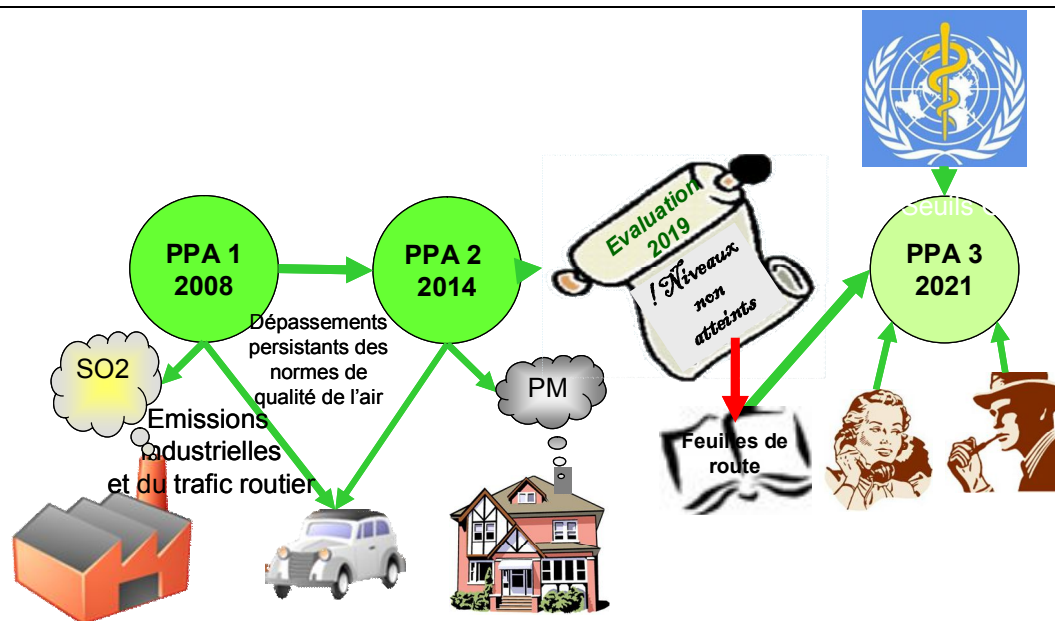 Seuils
PPA 1
2008
PPA 2
2014
Evaluation
2019
! Niveaux
non
atteints
PPA 3
2021
Dépassements
persistants des
normes de
qualité de l’air
SO2
PM
Emissions
industrielles
et du trafic routier
Feuilles de
route